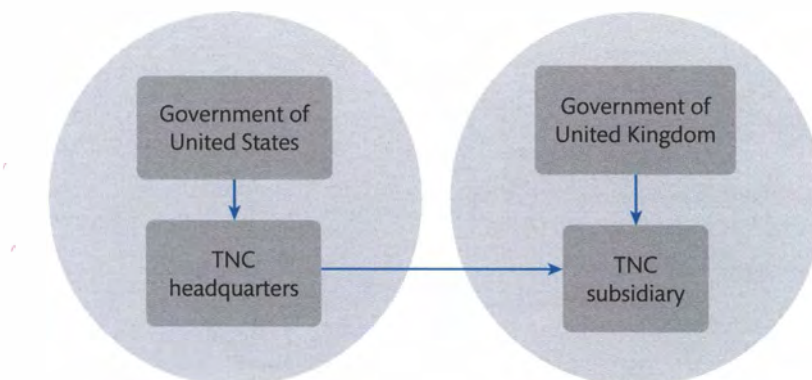 Government of
United States
Government of
United Kingdom
TNC
headquarters
TNC
subsidiary